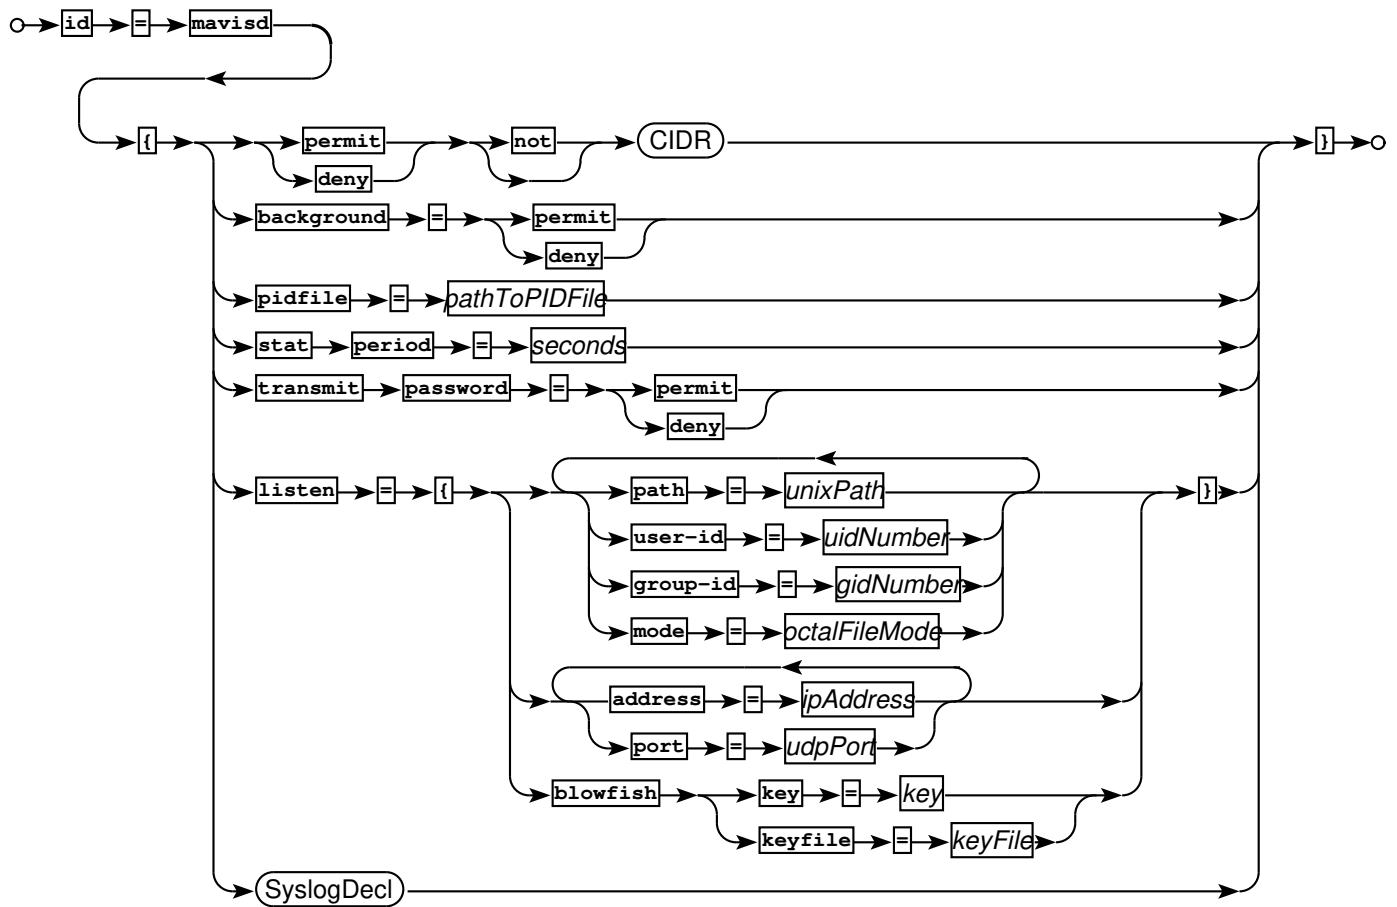 id = mavisd
{ permit not CIDR }
deny
background = permit
deny
pidfile = pathToPIDFile
stat period = seconds
transmit password = permit
deny
listen = { path = unixPath }
user-id = uidNumber
group-id = gidNumber
mode = octalFileMode
address = ipAddress
port = udpPort
blowfish key = key
keyfile = keyFile
SyslogDecl